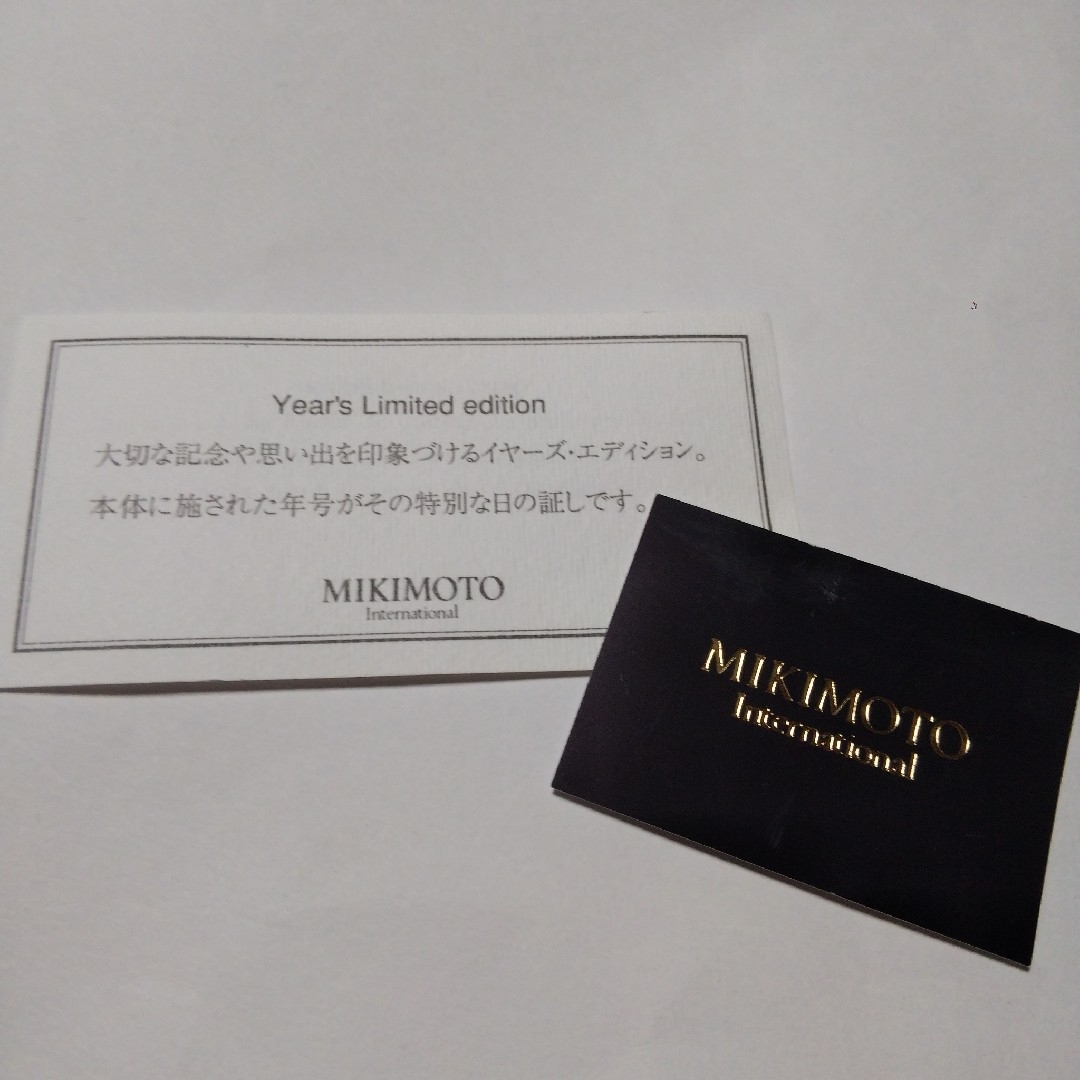 Year's Limited edition
大切な記念や思い出を印象づけるイヤーズ・エディション。
本体に施された年号がその特別な日の証しです。
MIKIMOTO
International
MIKIMOTO
International